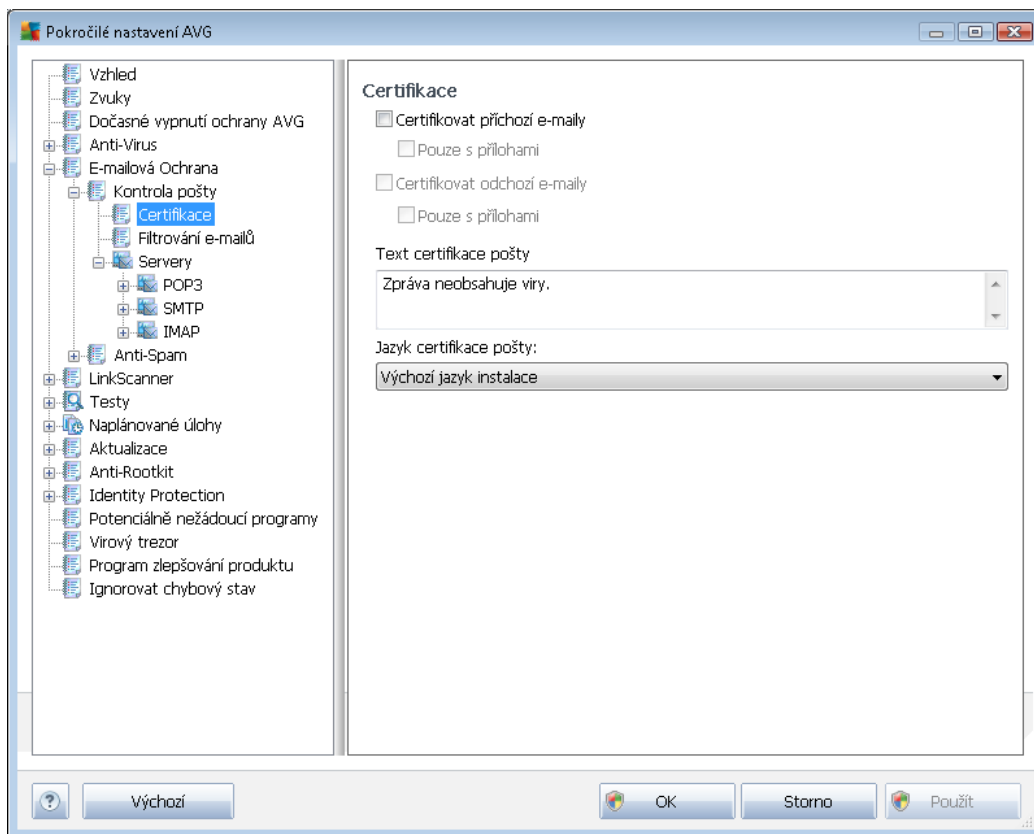 Pokročilé nastavení AVG
Vzhled
Zvuky
Dočasné vypnutí ochrany AVG
Anti-Virus
E-mailová Ochrana
Kontrola pošty
Certifikace
Filtrování e-mailů
Servery
POP3
SMTP
IMAP
Anti-Spam
LinkScanner
Testy
Naplánované úlohy
Aktualizace
Anti-Rootkit
Identity Protection
Potenciálně nežádoucí programy
Virový trezor
Program zlepšování produktu
Ignorovat chybový stav
Certifikace
Certifikovat příchozí e-maily
Pouze s přílohami
Certifikovat odchozí e-maily
Pouze s přílohami
Text certifikace pošty
Zpráva neobsahuje viry.
Jazyk certifikace pošty:
Výchozí jazyk instalace
? Výchozí OK Storno Použít